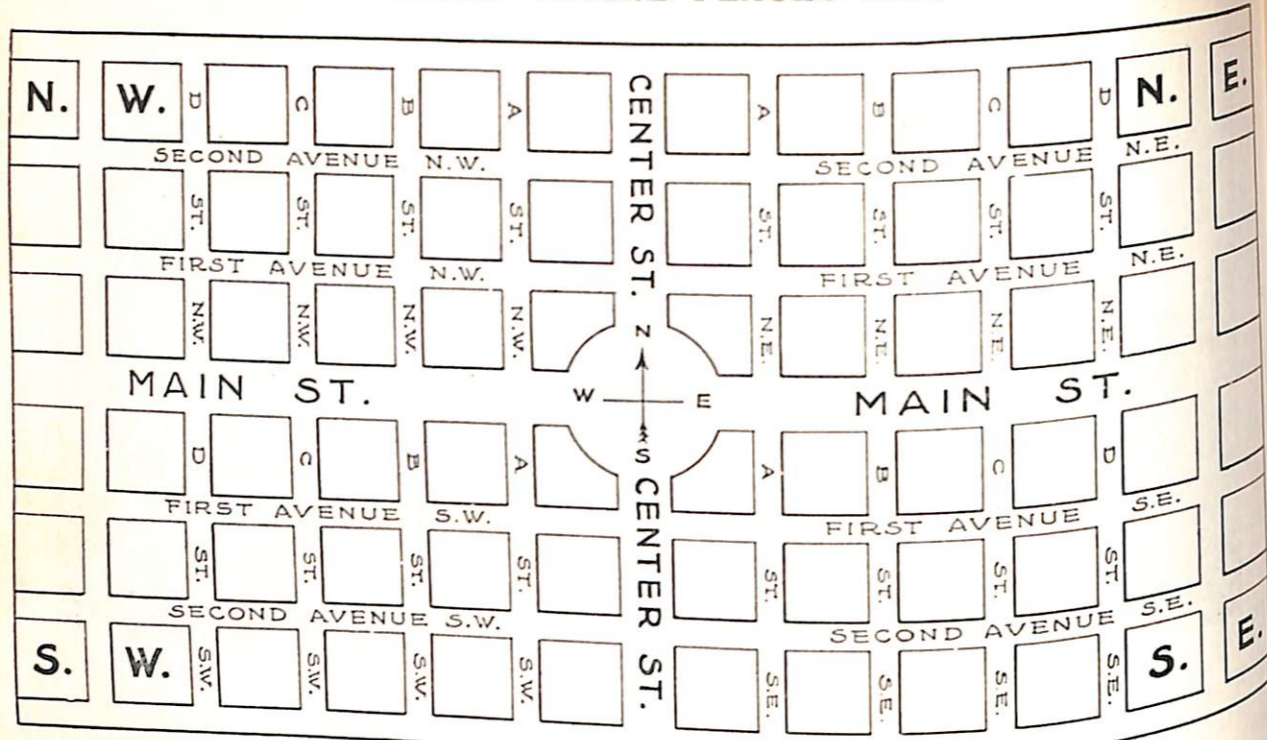 N. W. D C B A CENTER ST. A B C D N. E.
SECOND AVENUE N.W. SECOND AVENUE N.E.
ST. ST. ST. ST. ST. ST. ST. ST.
FIRST AVENUE N.W. FIRST AVENUE N.E.
N.W. N.W. N.W. N.W. N N.E. N.E. N.E. N.E.
MAIN ST. W E MAIN ST.
D C B A S CENTER ST. A B C D
FIRST AVENUE S.W. FIRST AVENUE S.E.
ST. ST. ST. ST. ST. ST. ST. ST.
SECOND AVENUE S.W. SECOND AVENUE S.E.
S. W. S.W. S.W. S.W. S.W. S.E. S.E. S.E. S.E. S. E.